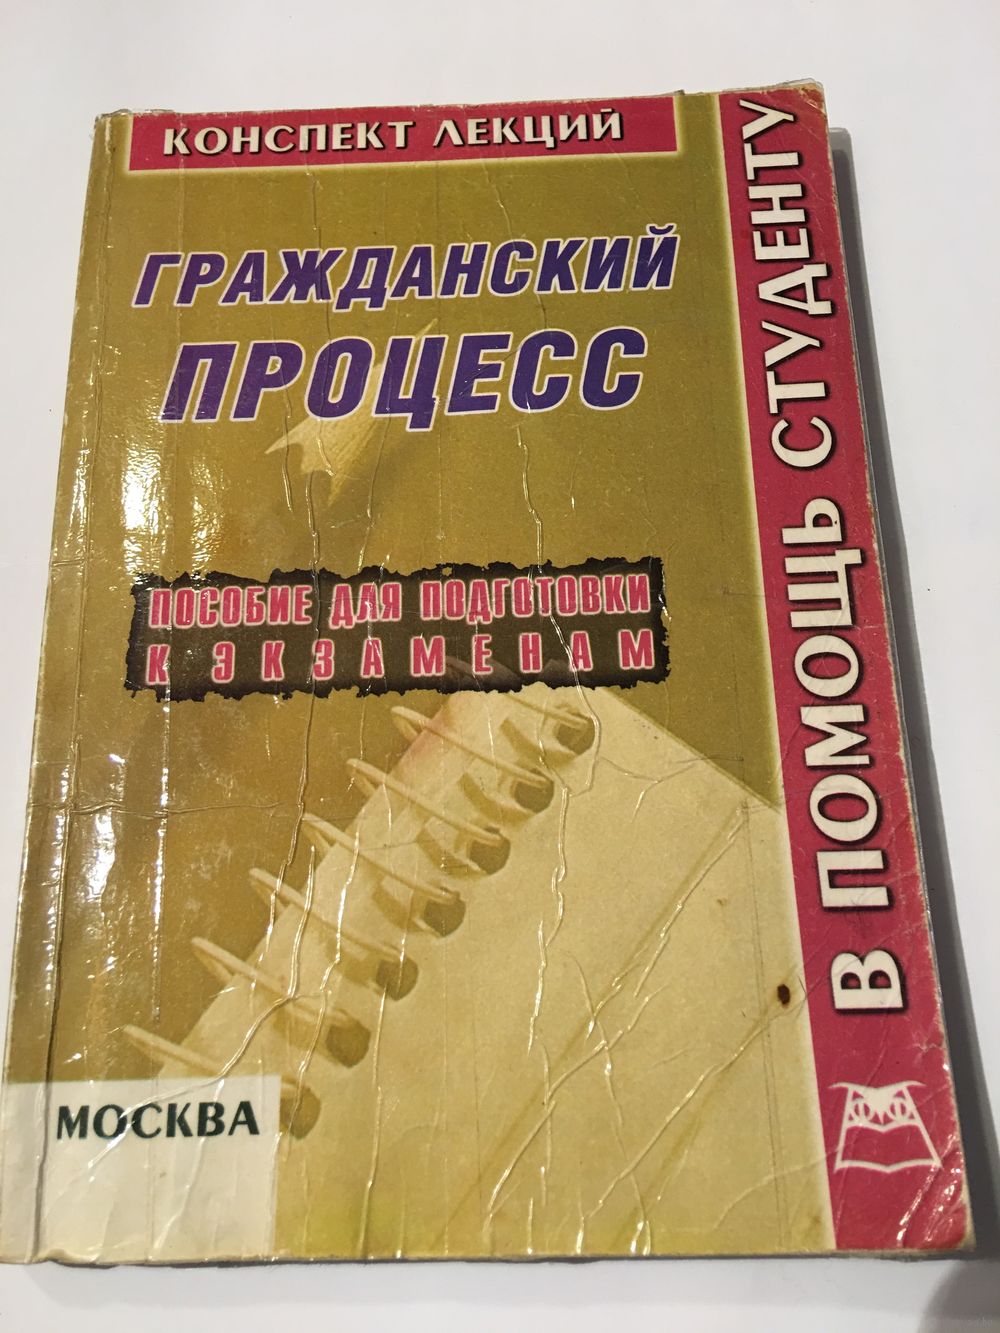 КОНСПЕКТ ЛЕКЦИЙ
ГРАЖДАНСКИЙ
ПРОЦЕСС
ПОСОБИЕ ДЛЯ ПОДГОТОВКИ
К ЭКЗАМЕНАМ
МОСКВА
В ПОМОЩЬ СТУДЕНТУ